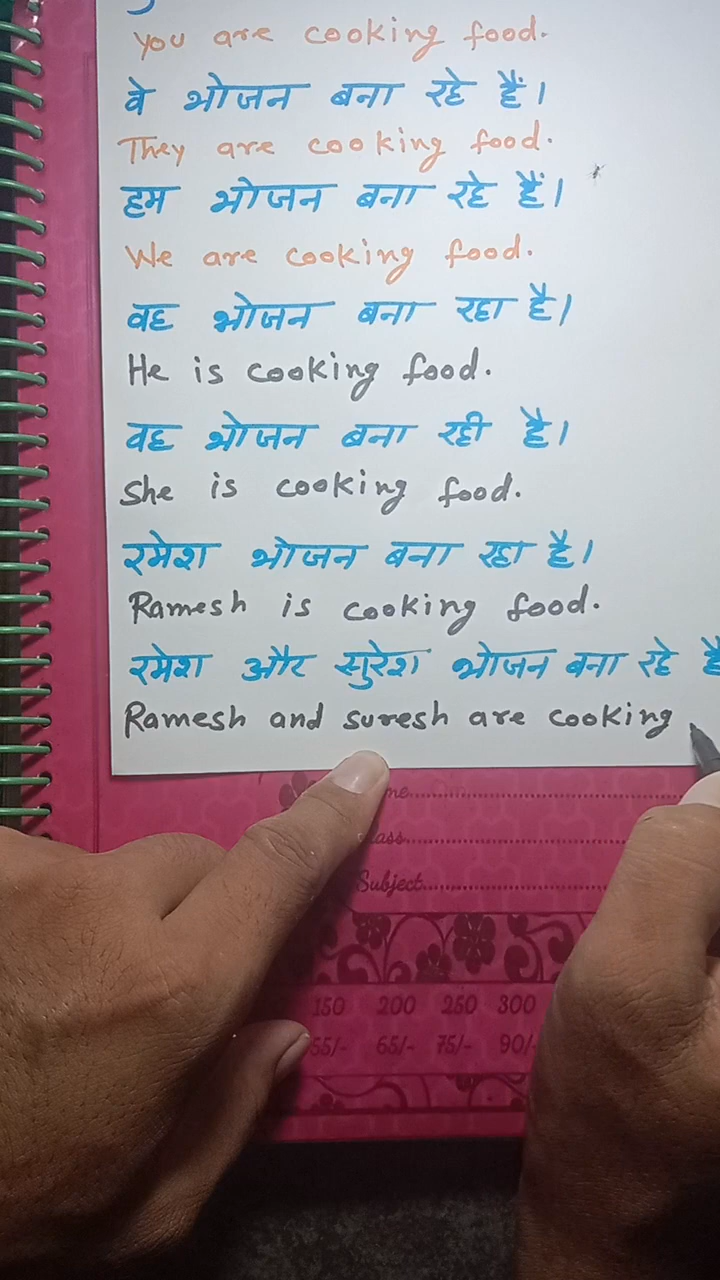 you are cooking food.
वे भोजन बना रहे हैं।
They are cooking food.
हम भोजन बना रहे हैं।
We are cooking food.
वह भोजन बना रहा है।
He is cooking food.
वह भोजन बना रही है।
She is cooking food.
रमेश भोजन बना रहा है।
Ramesh is cooking food.
रमेश और सुरेश भोजन बना रहे
Ramesh and suresh are cooking
Subject
150 200 250 300
65/- 75/- 90/-